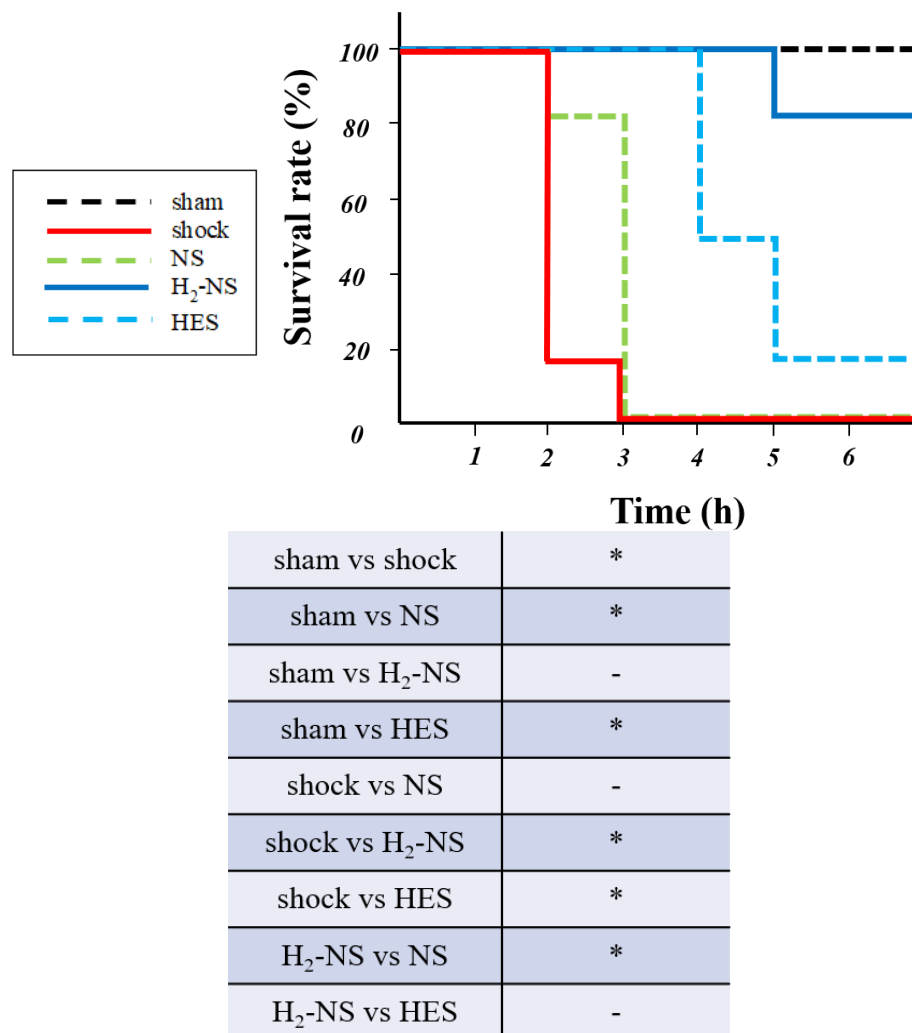 sham
shock
NS
H₂-NS
HES
Survival rate (%)
100
80
60
40
20
0
1 2 3 4 5 6
Time (h)
sham vs shock *
sham vs NS *
sham vs H₂-NS -
sham vs HES *
shock vs NS -
shock vs H₂-NS *
shock vs HES *
H₂-NS vs NS *
H₂-NS vs HES -